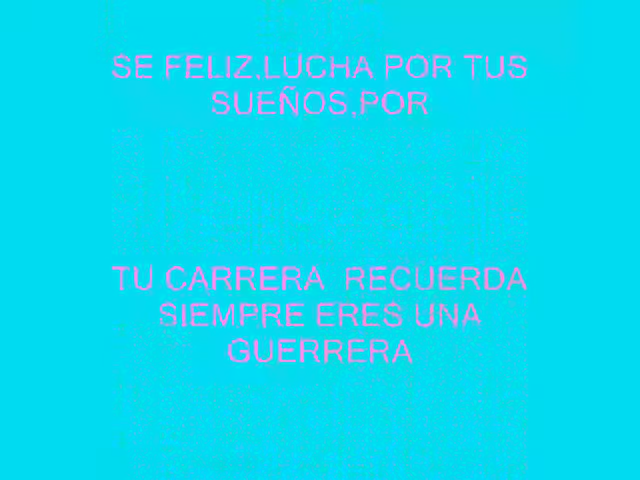 SE FELIZ,LUCHA POR TUS
SUEÑOS,POR
TU CARRERA  RECUERDA
SIEMPRE ERES UNA
GUERRERA